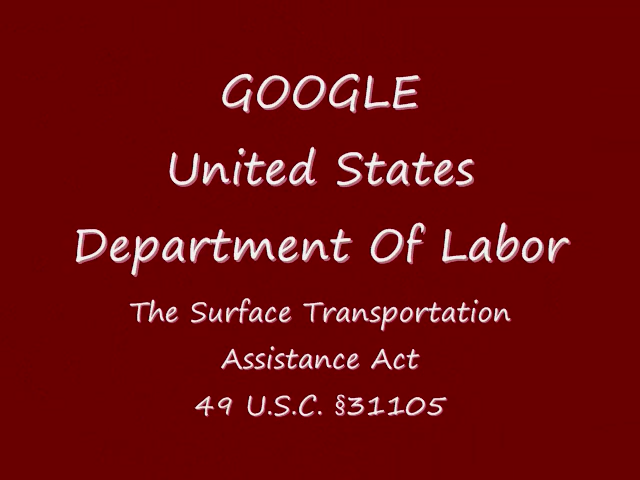 GOOGLE
United States
Department Of Labor
The Surface Transportation
Assistance Act
49 U.S.C. §31105